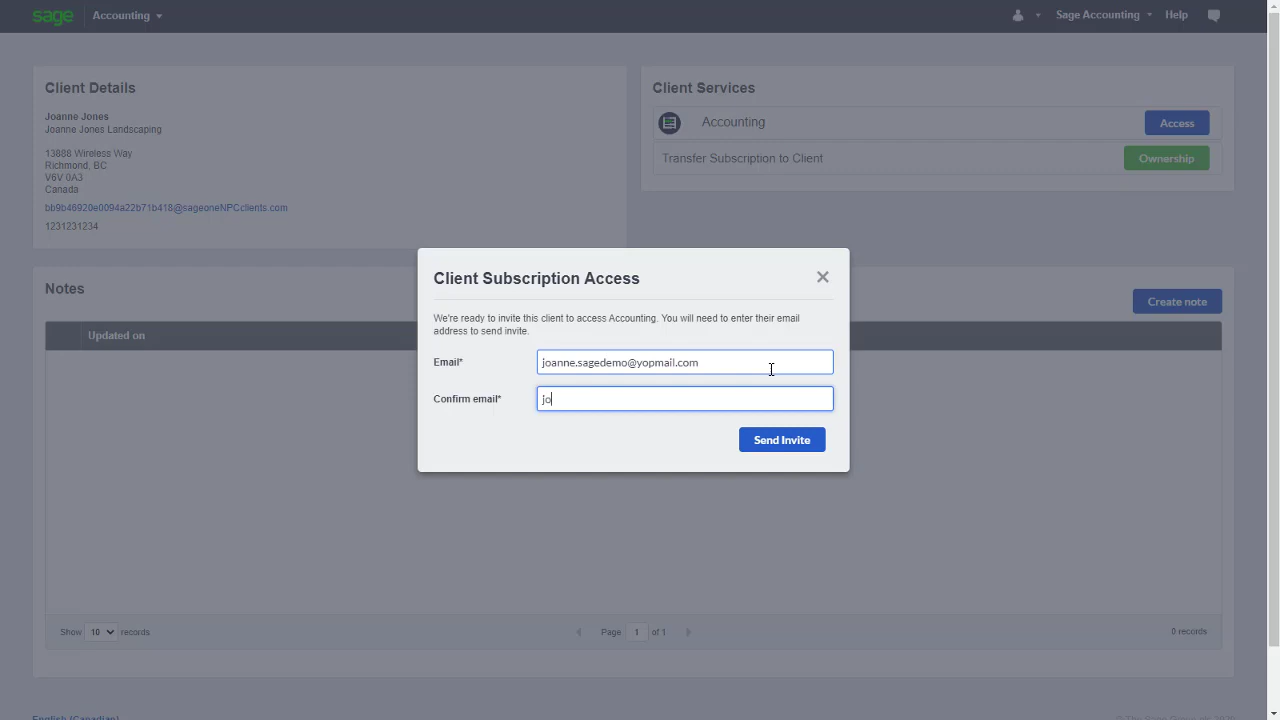 sage Accounting Sage Accounting Help
Client Details
Joanne Jones
Joanne Jones Landscaping
13888 Wireless Way
Richmond, BC
V6V 0A3
Canada
bb9b46920e0094a22b71b418@sageoneNPCclients.com
1231231234
Client Services
Accounting Access
Transfer Subscription to Client Ownership
Notes
Create note
Updated on
Client Subscription Access
We're ready to invite this client to access Accounting. You will need to enter their email
address to send invite.
Email* joanne.sagedemo@yopmail.com
Confirm email* jo
Send Invite
Show 10 records Page 1 of 1 0 records
English (Canadian)